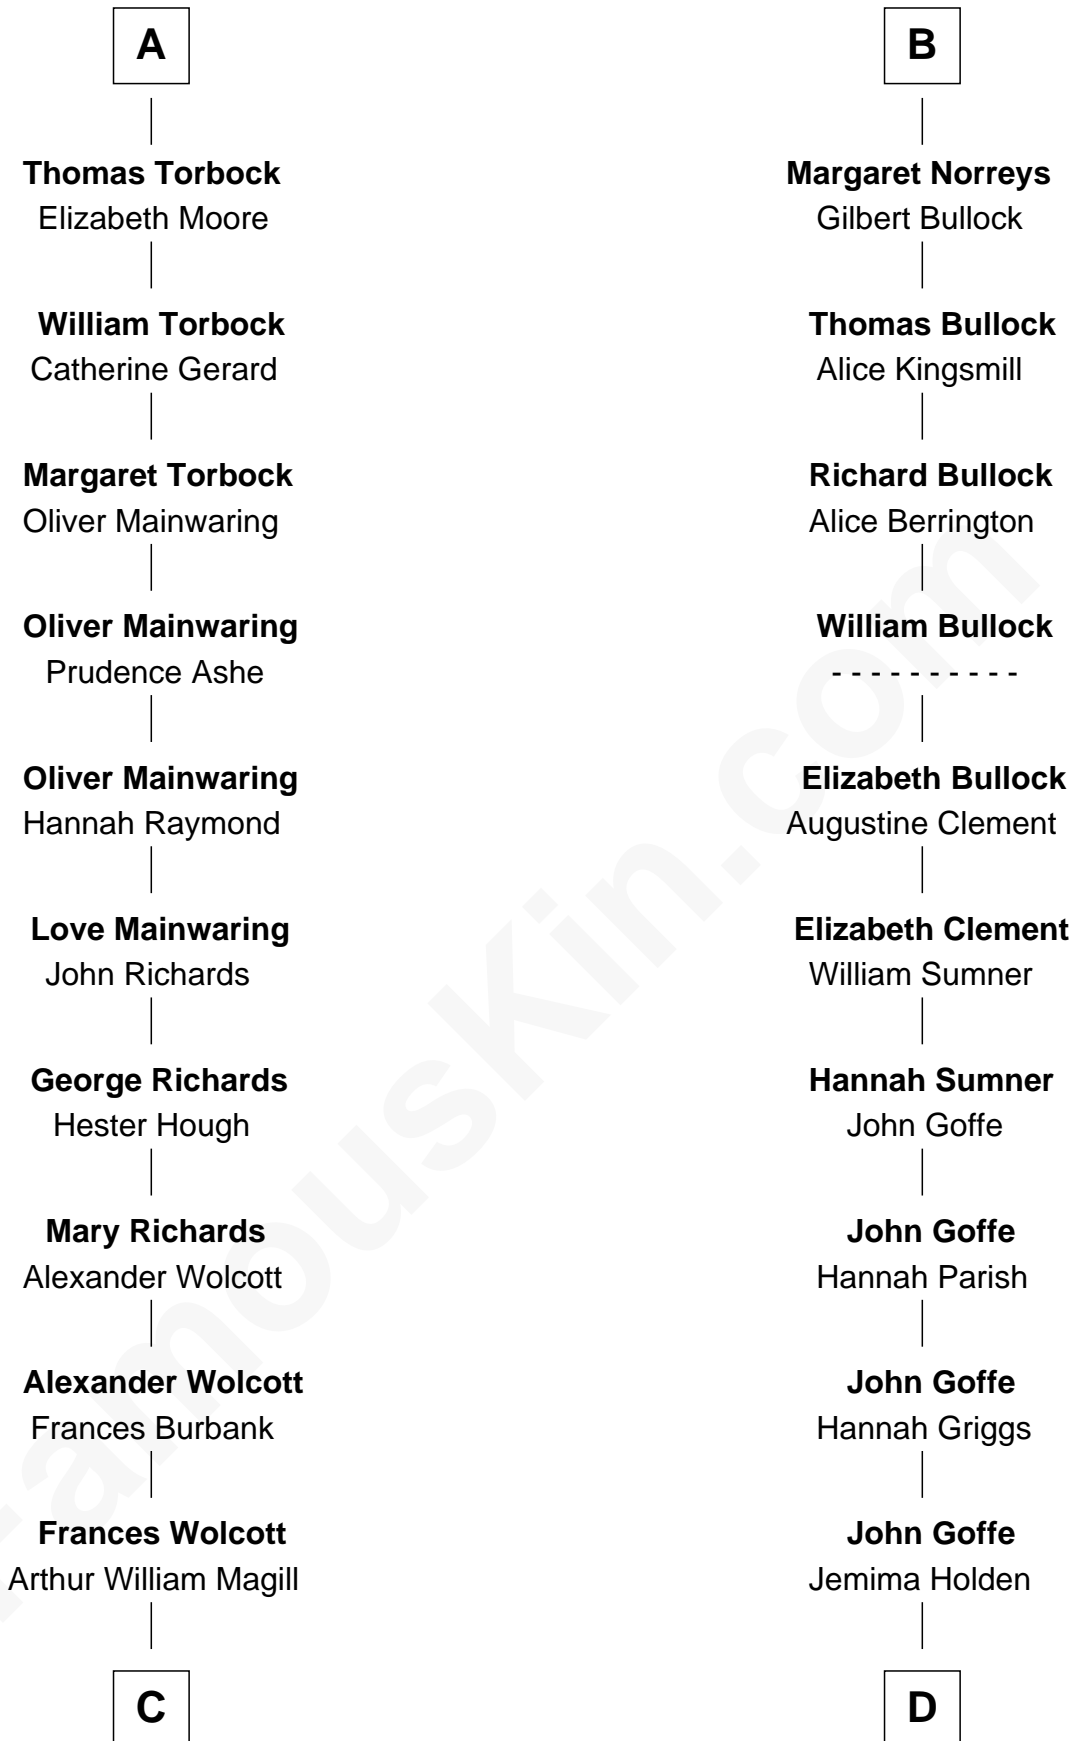 A
Thomas Torbock
Elizabeth Moore
William Torbock
Catherine Gerard
Margaret Torbock
Oliver Mainwaring
Oliver Mainwaring
Prudence Ashe
Oliver Mainwaring
Hannah Raymond
Love Mainwaring
John Richards
George Richards
Hester Hough
Mary Richards
Alexander Wolcott
Alexander Wolcott
Frances Burbank
Frances Wolcott
Arthur William Magill
C
B
Margaret Norreys
Gilbert Bullock
Thomas Bullock
Alice Kingsmill
Richard Bullock
Alice Berrington
William Bullock
- - - - - - - - - -
Elizabeth Bullock
Augustine Clement
Elizabeth Clement
William Sumner
Hannah Sumner
John Goffe
John Goffe
Hannah Parish
John Goffe
Hannah Griggs
John Goffe
Jemima Holden
D
FamousKin.com